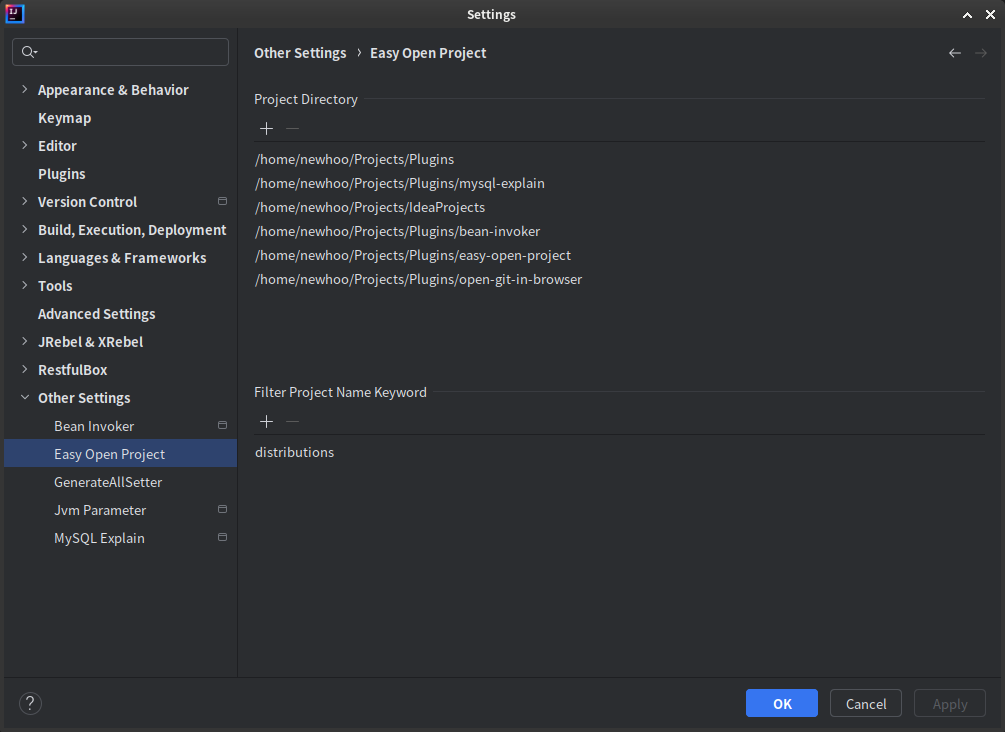 Settings
Appearance & Behavior
Keymap
Editor
Plugins
Version Control
Build, Execution, Deployment
Languages & Frameworks
Tools
Advanced Settings
JRebel & XRebel
RestfulBox
Other Settings
Bean Invoker
Easy Open Project
GenerateAllSetter
Jvm Parameter
MySQL Explain
Other Settings › Easy Open Project
Project Directory
/home/newhoo/Projects/Plugins
/home/newhoo/Projects/Plugins/mysql-explain
/home/newhoo/Projects/IdeaProjects
/home/newhoo/Projects/Plugins/bean-invoker
/home/newhoo/Projects/Plugins/easy-open-project
/home/newhoo/Projects/Plugins/open-git-in-browser
Filter Project Name Keyword
distributions
?
OK
Cancel
Apply